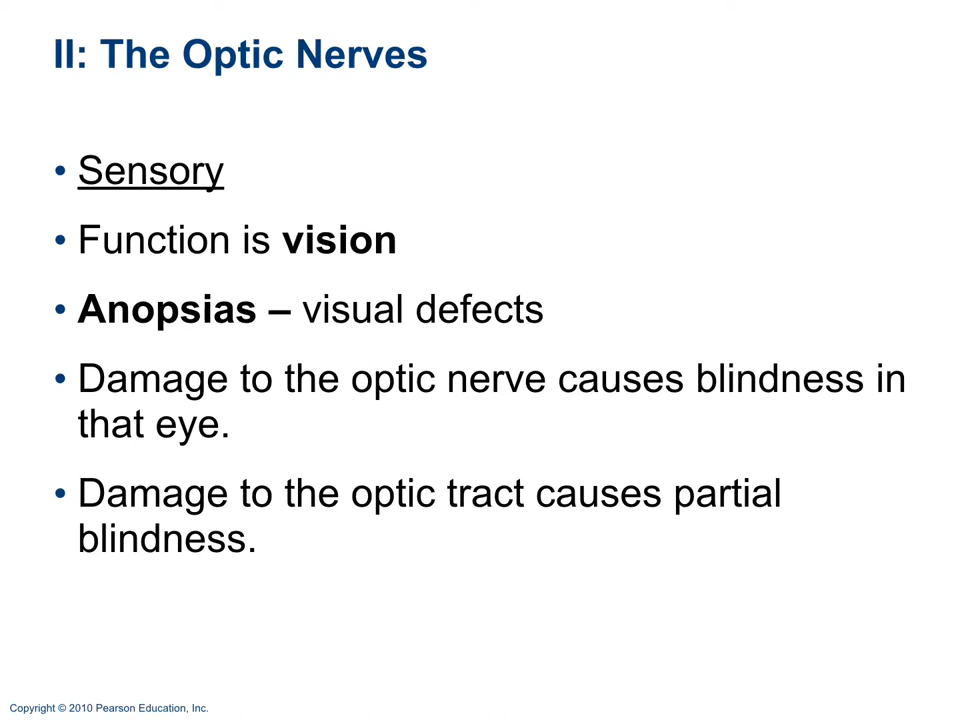 II: The Optic Nerves
• Sensory
• Function is vision
• Anopsias – visual defects
• Damage to the optic nerve causes blindness in
that eye.
• Damage to the optic tract causes partial
blindness.
Copyright © 2010 Pearson Education, Inc.